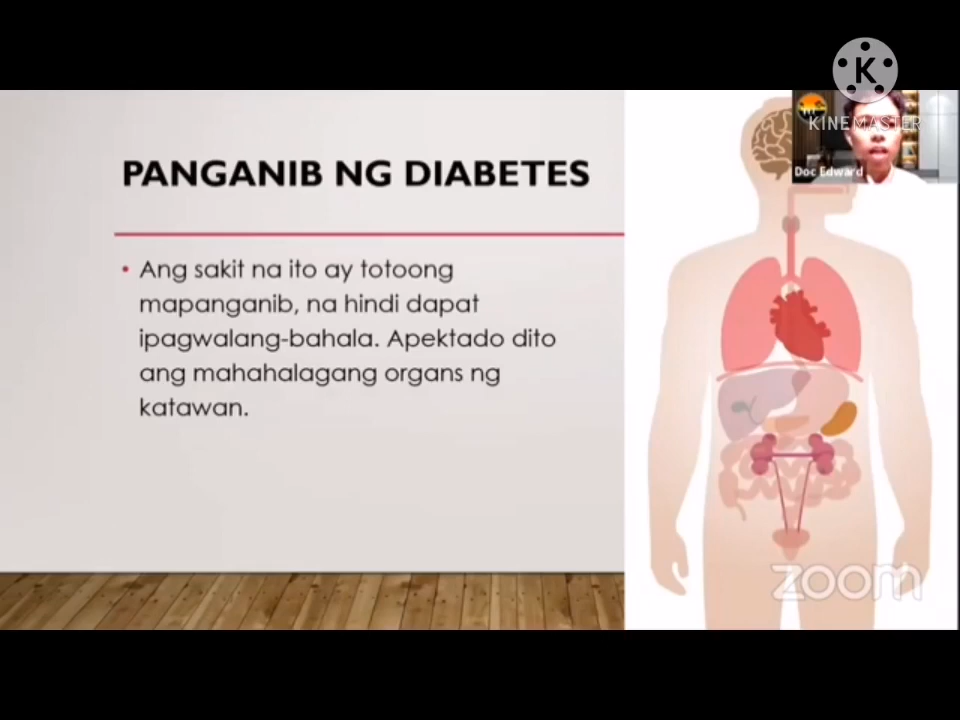 K
KINEMASTER
Doc Edward
PANGANIB NG DIABETES
• Ang sakit na ito ay totoong
mapanganib, na hindi dapat
ipagwalang-bahala. Apektado dito
ang mahahalagang organs ng
katawan.
zoom